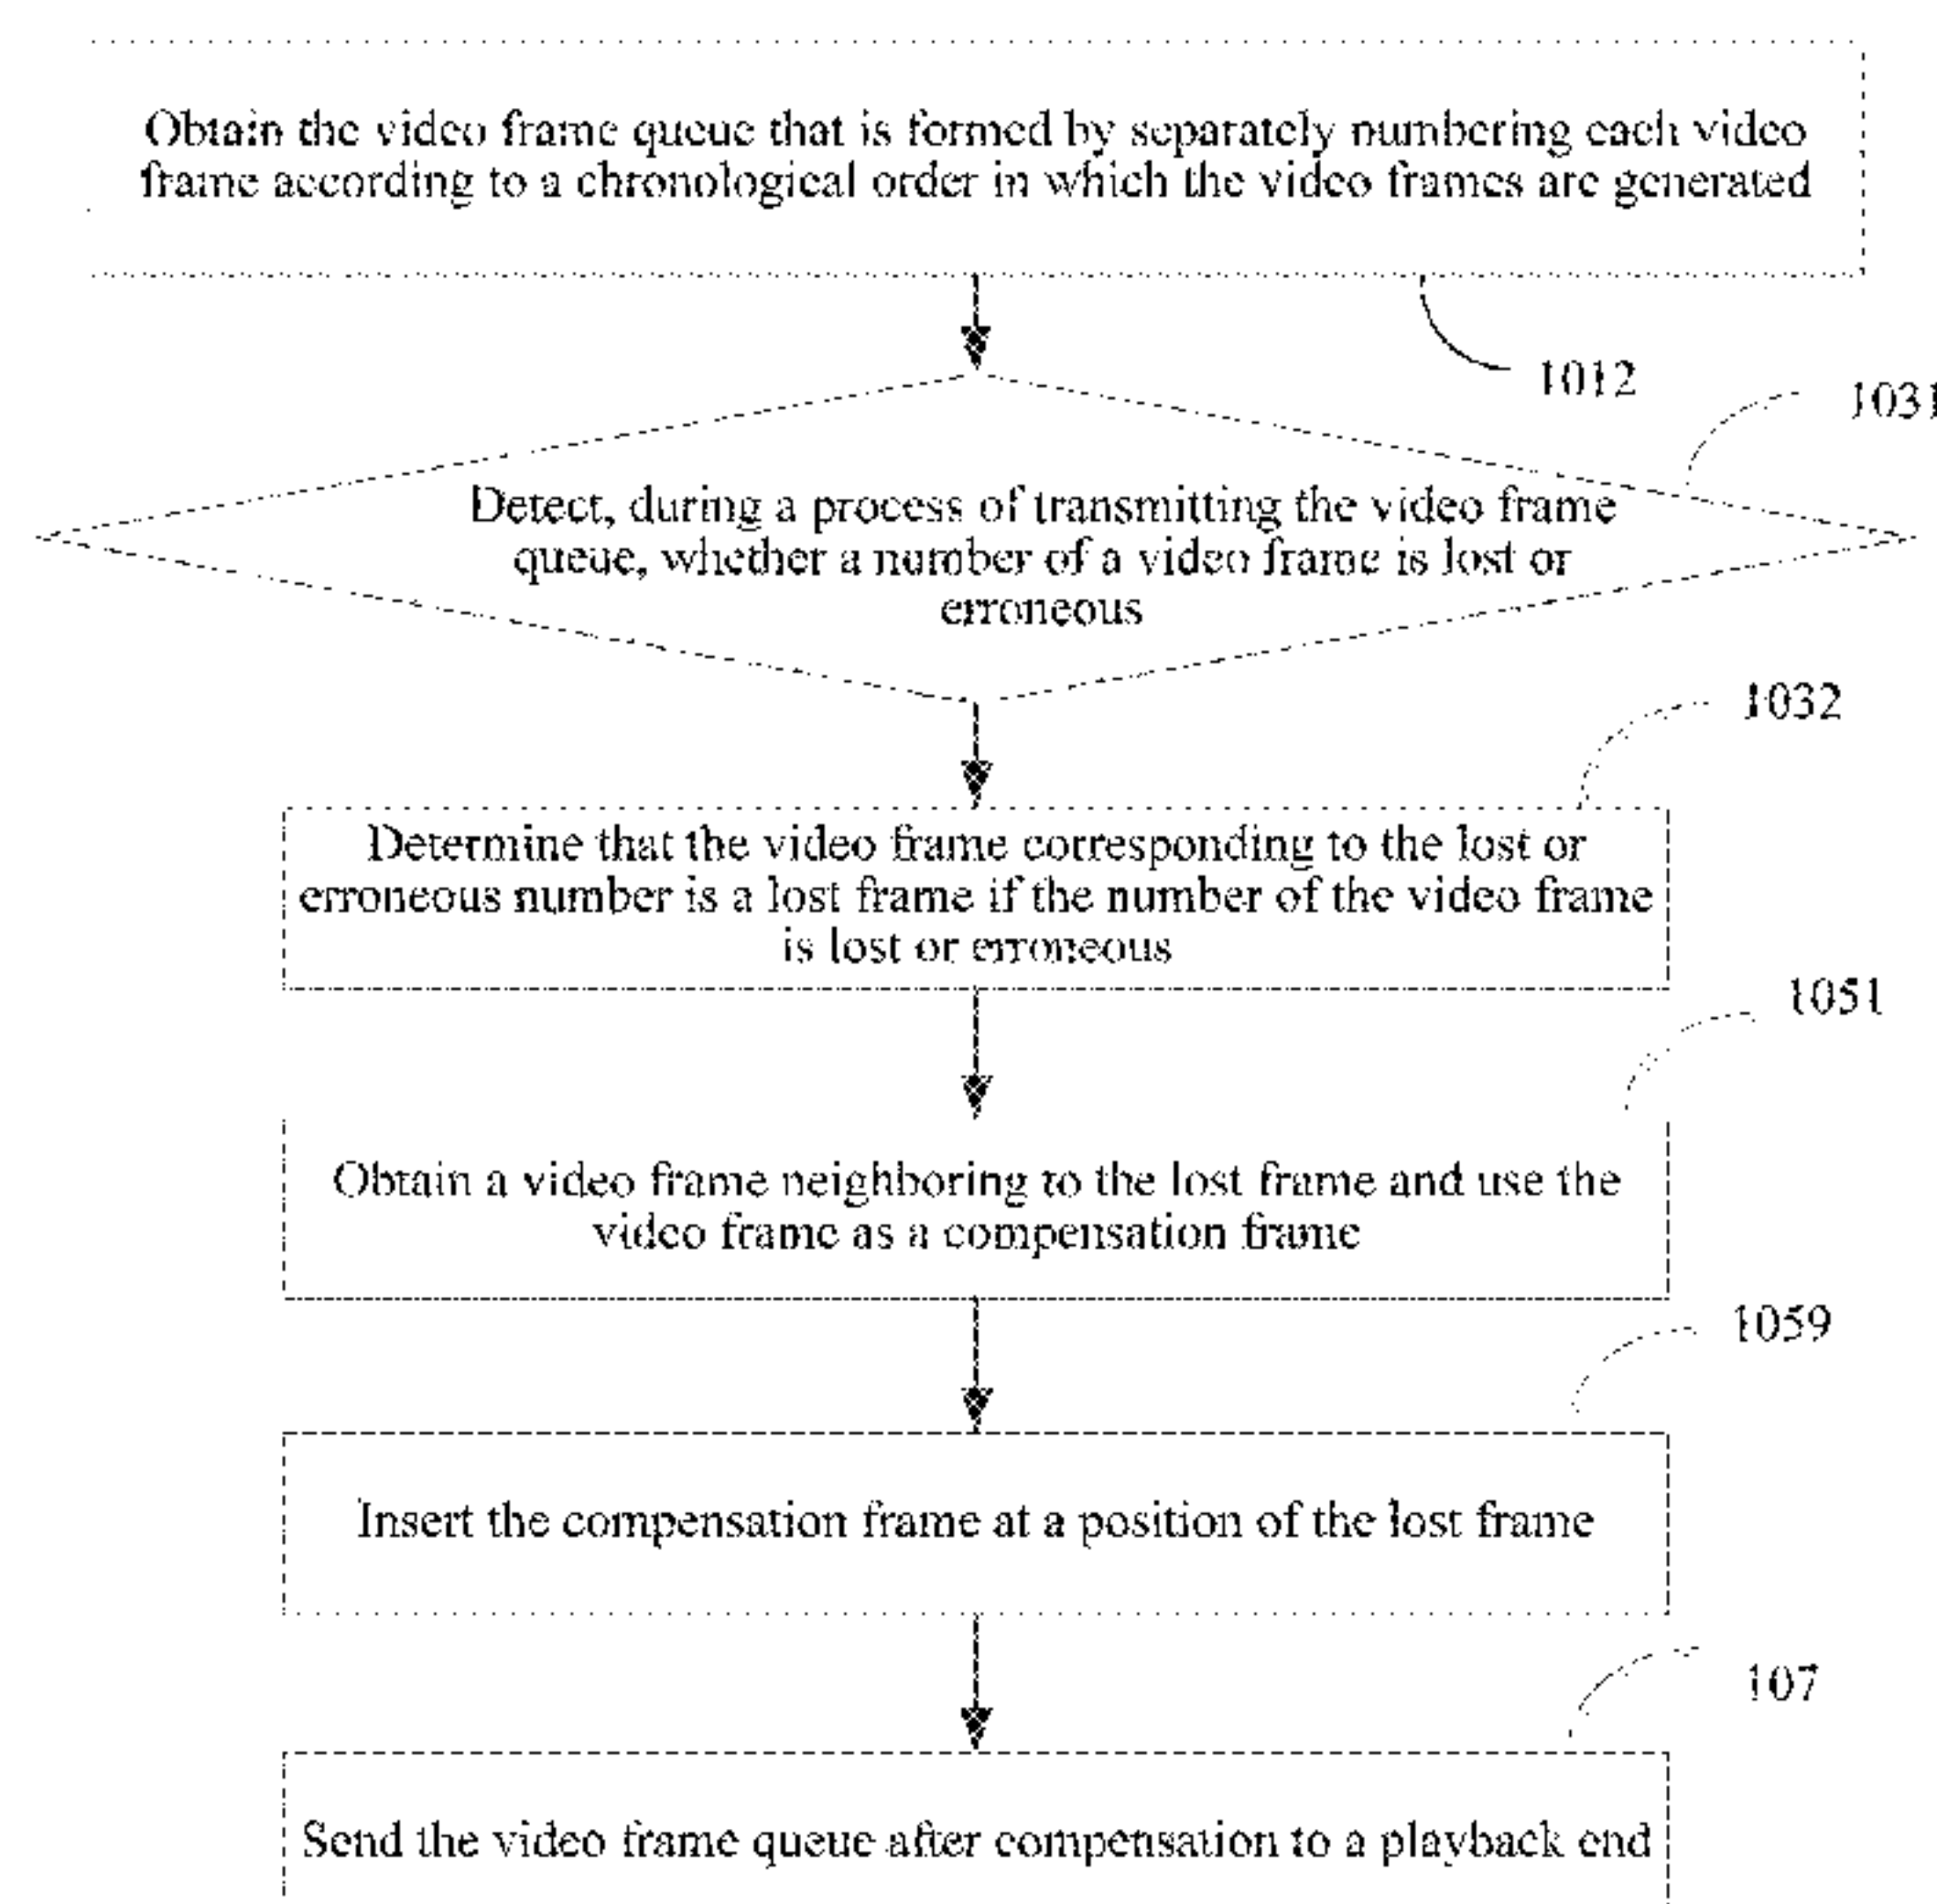 Obtain the video frame queue that is formed by separately numbering each video
frame according to a chronological order in which the video frames are generated
1012
1031
Detect, during a process of transmitting the video frame
queue, whether a number of a video frame is lost or
erroneous
1032
Determine that the video frame corresponding to the lost or
erroneous number is a lost frame if the number of the video frame
is lost or erroneous
1051
Obtain a video frame neighboring to the lost frame and use the
video frame as a compensation frame
1059
Insert the compensation frame at a position of the lost frame
107
Send the video frame queue after compensation to a playback end